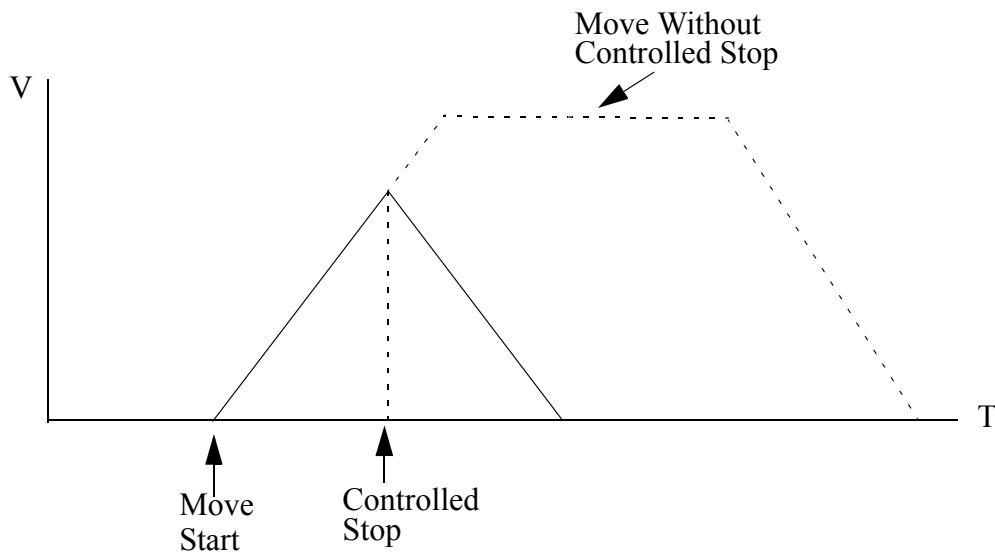 Move Without
Controlled Stop
V
T
Move
Start
Controlled
Stop